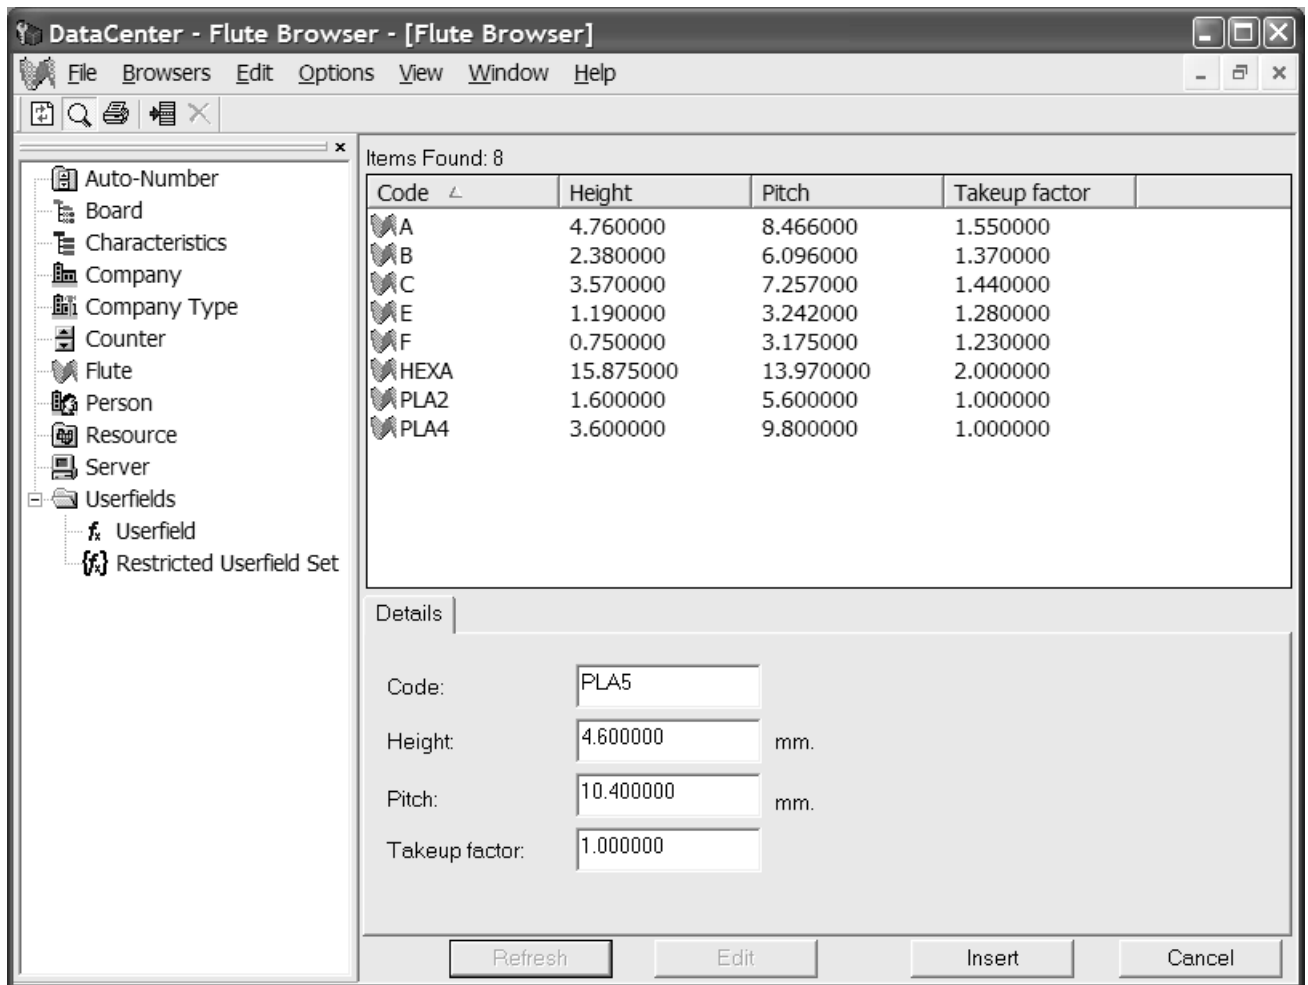 DataCenter - Flute Browser - [Flute Browser]
File Browsers Edit Options View Window Help
Items Found: 8
Auto-Number
Board
Characteristics
Company
Company Type
Counter
Flute
Person
Resource
Server
Userfields
Userfield
Restricted Userfield Set
Code Height Pitch Takeup factor
A 4.760000 8.466000 1.550000
B 2.380000 6.096000 1.370000
C 3.570000 7.257000 1.440000
E 1.190000 3.242000 1.280000
F 0.750000 3.175000 1.230000
HEXA 15.875000 13.970000 2.000000
PLA2 1.600000 5.600000 1.000000
PLA4 3.600000 9.800000 1.000000
Details
Code: PLA5
Height: 4.600000 mm.
Pitch: 10.400000 mm.
Takeup factor: 1.000000
Refresh Edit Insert Cancel